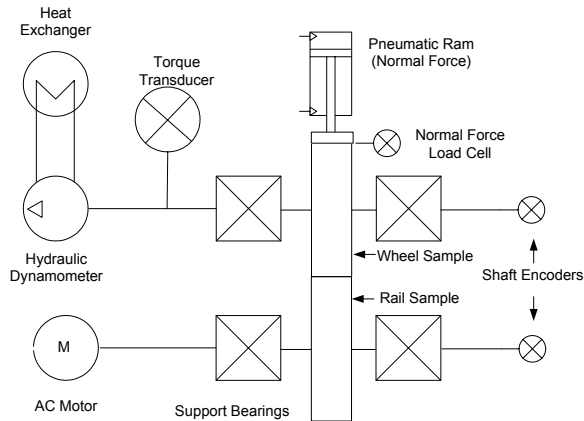 Heat
Exchanger
Torque
Transducer
Pneumatic Ram
(Normal Force)
Normal Force
Load Cell
Hydraulic
Dynamometer
Wheel Sample
Shaft Encoders
Rail Sample
M
AC Motor
Support Bearings